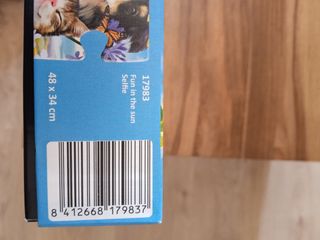 17983
Fun in the sun
Selfie
48 x 34 cm
8 412668 179837